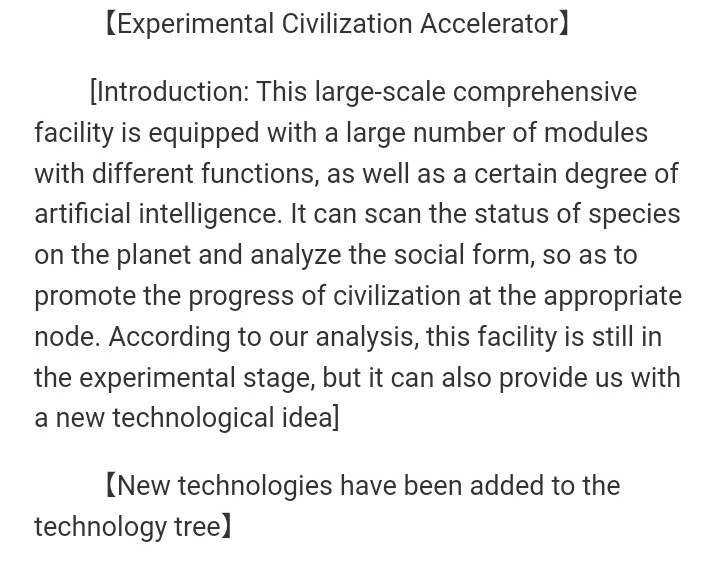 【Experimental Civilization Accelerator】
[Introduction: This large-scale comprehensive
facility is equipped with a large number of modules
with different functions, as well as a certain degree of
artificial intelligence. It can scan the status of species
on the planet and analyze the social form, so as to
promote the progress of civilization at the appropriate
node. According to our analysis, this facility is still in
the experimental stage, but it can also provide us with
a new technological idea]
【New technologies have been added to the
technology tree】